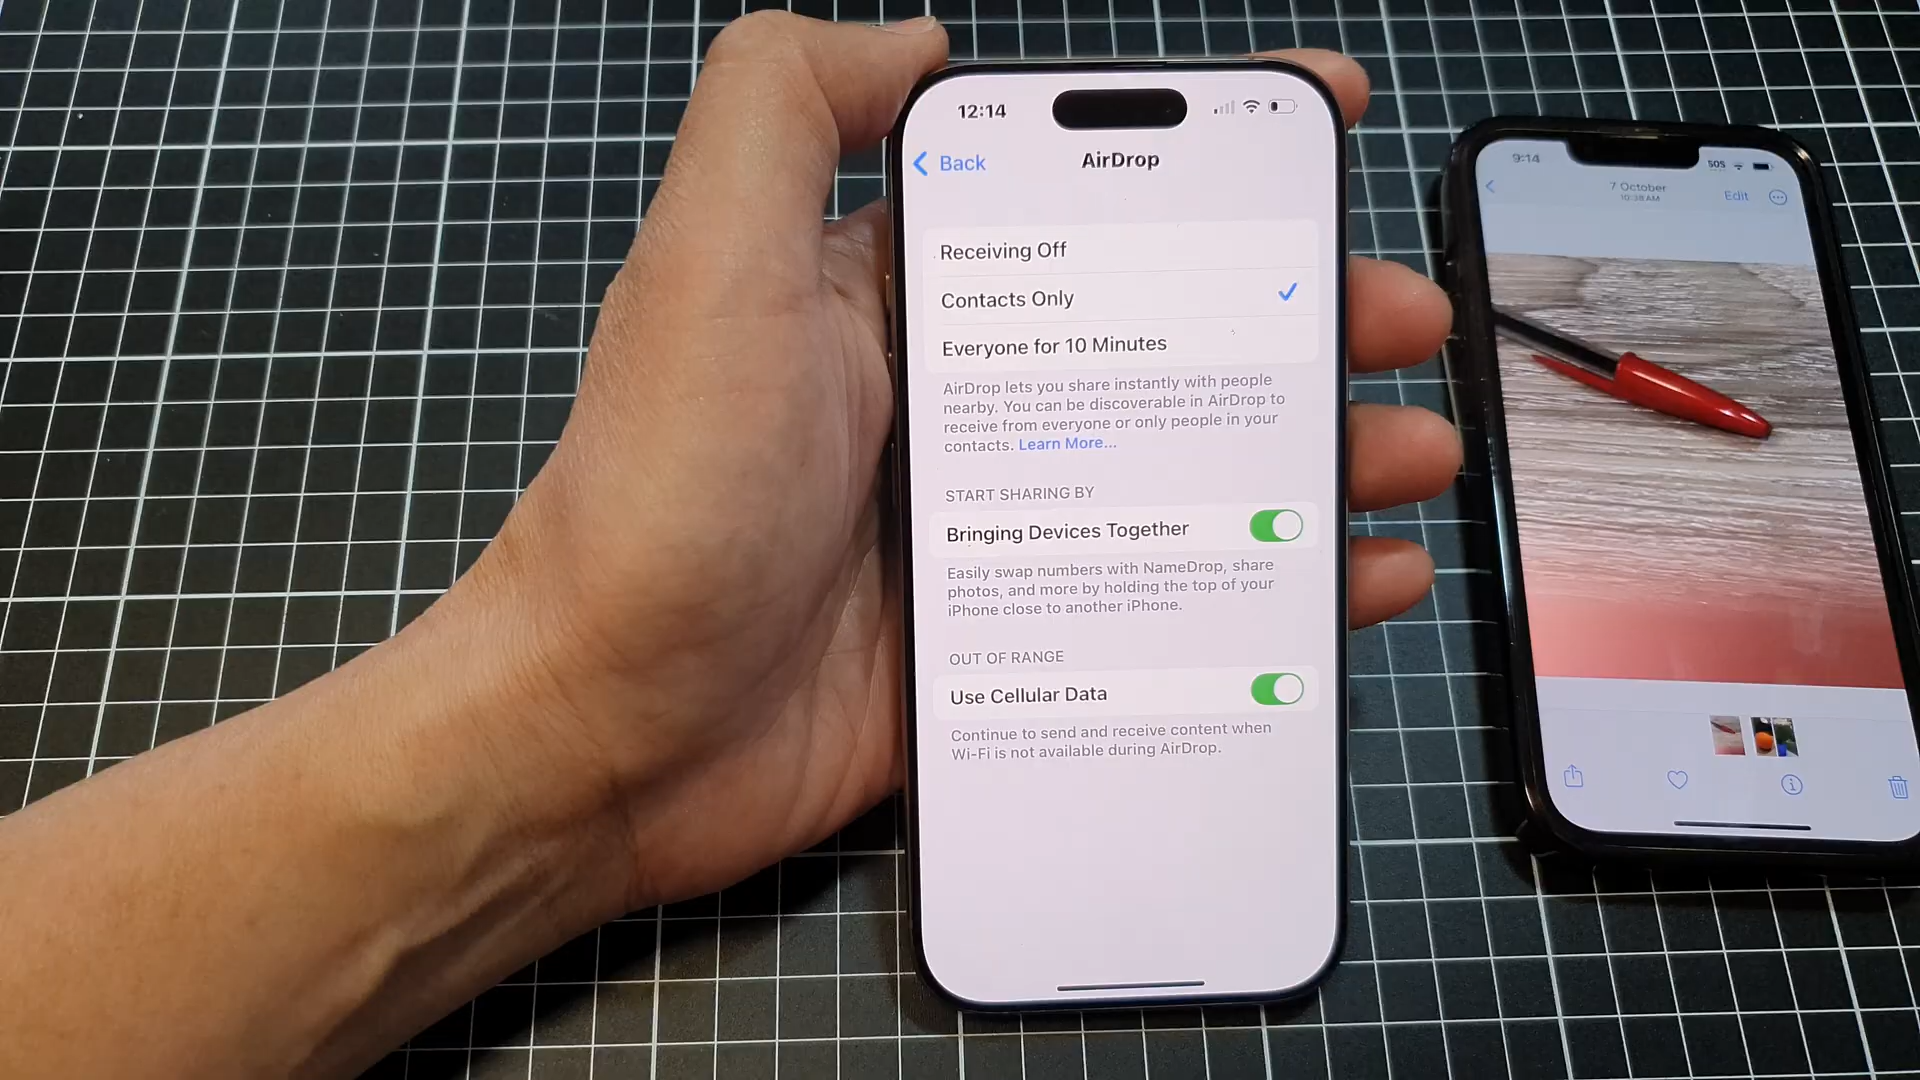 12:14
Back
AirDrop
Receiving Off
Contacts Only
Everyone for 10 Minutes
AirDrop lets you share instantly with people
nearby. You can be discoverable in AirDrop to
receive from everyone or only people in your
contacts. Learn More...
START SHARING BY
Bringing Devices Together
Easily swap numbers with NameDrop, share
photos, and more by holding the top of your
iPhone close to another iPhone.
OUT OF RANGE
Use Cellular Data
Continue to send and receive content when
Wi-Fi is not available during AirDrop.
9:14
SOS
7 October
10:38 AM
Edit